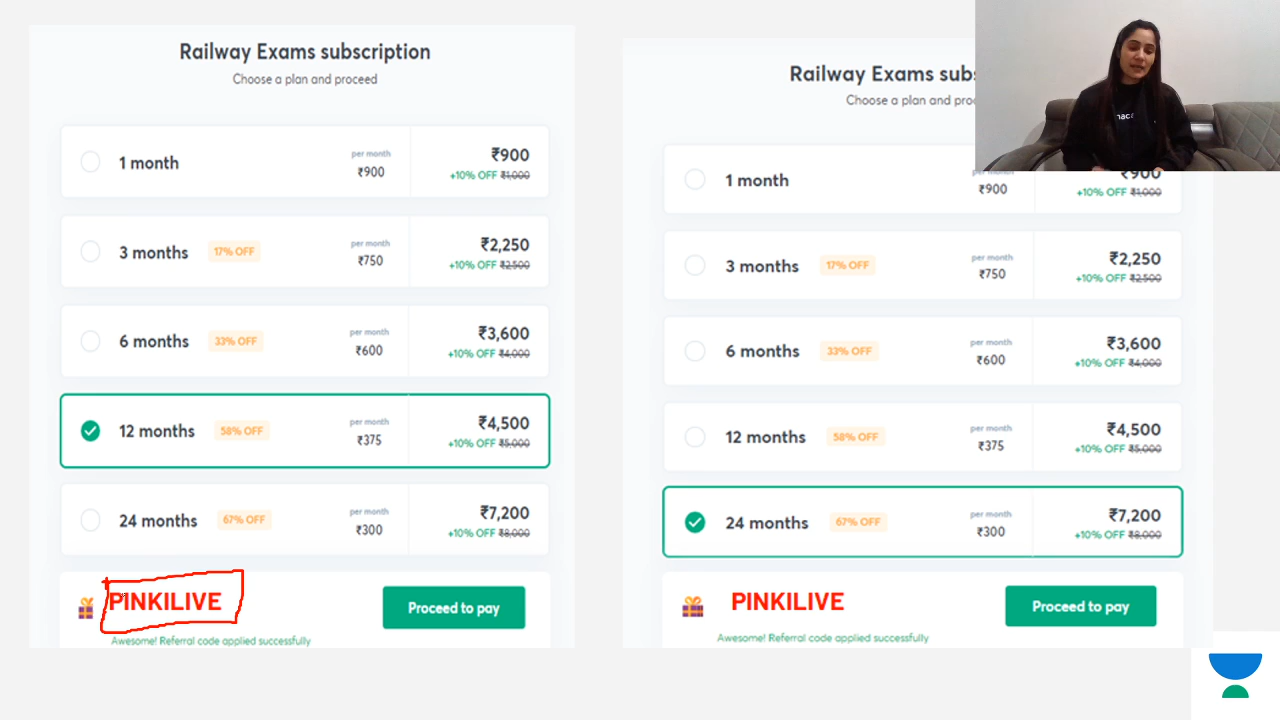 Railway Exams subscription
Choose a plan and proceed
1 month
per month
₹900
₹900
+10% OFF ₹1,000
3 months
17% OFF
per month
₹750
₹2,250
+10% OFF ₹2,500
6 months
33% OFF
per month
₹600
₹3,600
+10% OFF ₹4,000
12 months
58% OFF
per month
₹375
₹4,500
+10% OFF ₹5,000
24 months
67% OFF
per month
₹300
₹7,200
+10% OFF ₹8,000
PINKILIVE
Proceed to pay
Awesome! Referral code applied successfully
Railway Exams subs
Choose a plan and proc
1 month
per month
₹900
₹900
+10% OFF ₹1,000
3 months
17% OFF
per month
₹750
₹2,250
+10% OFF ₹2,500
6 months
33% OFF
per month
₹600
₹3,600
+10% OFF ₹4,000
12 months
58% OFF
per month
₹375
₹4,500
+10% OFF ₹5,000
24 months
67% OFF
per month
₹300
₹7,200
+10% OFF ₹8,000
PINKILIVE
Proceed to pay
Awesome! Referral code applied successfully